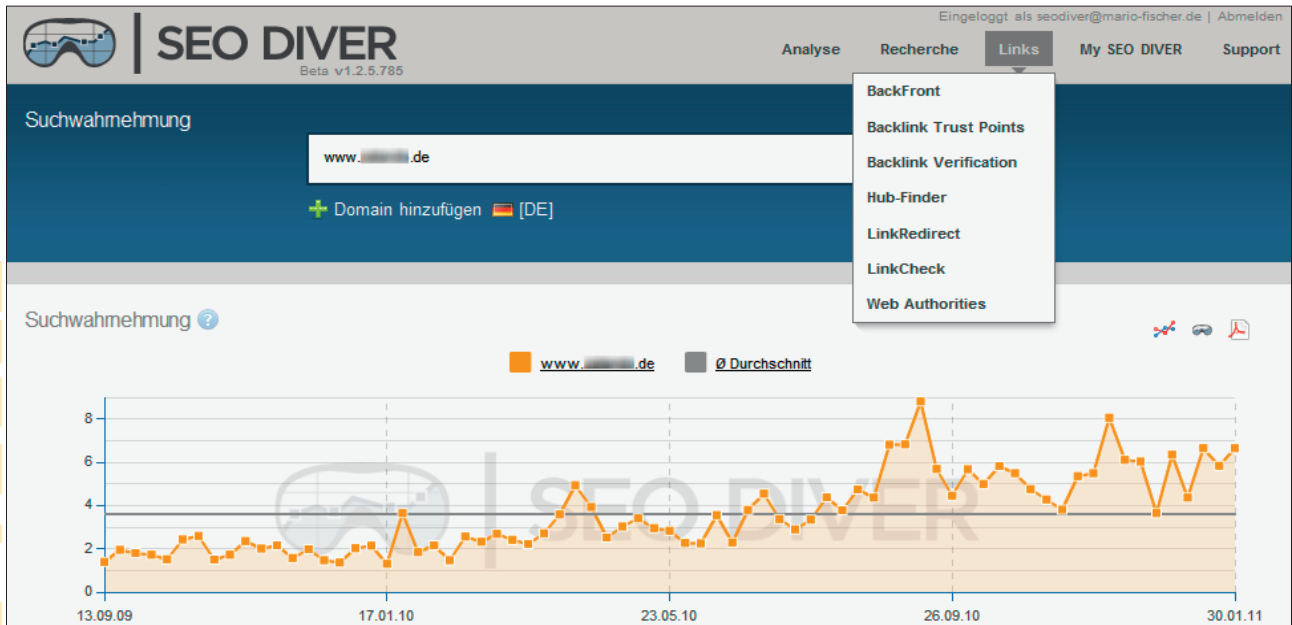 Eingeloggt als seodiver@mario-fischer.de | Abmelden
SEO DIVER
Beta v1.2.5.785
Analyse Recherche Links My SEO DIVER Support
BackFront
Backlink Trust Points
Backlink Verification
Hub-Finder
LinkRedirect
LinkCheck
Web Authorities
Suchwahrnehmung
www. .de
Domain hinzufügen [DE]
Suchwahrnehmung ?
www. .de Ø Durchschnitt
SEO DIVER
8
6
4
2
0
13.09.09 17.01.10 23.05.10 26.09.10 30.01.11